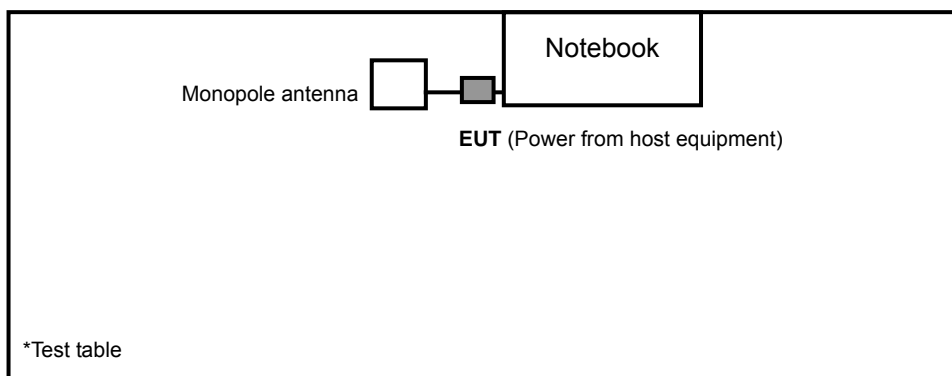 Notebook
Monopole antenna
EUT (Power from host equipment)
*Test table